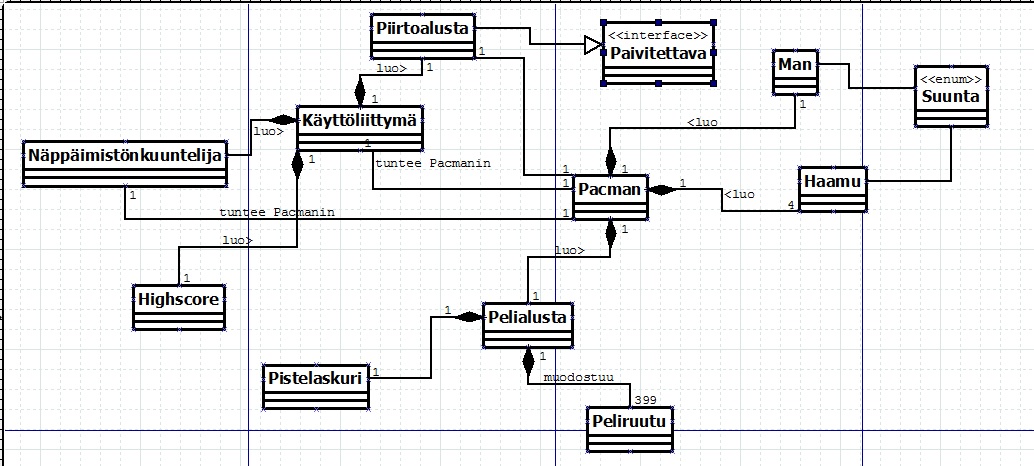 Piirtoalusta
<<interface>>
Paivitettava
Man
<<enum>>
Suunta
1
1
luo>
1
1
Käyttöliittymä
1
1
luo>
<luo
Näppäimistönkuuntelija
tuntee Pacmanin
1
1
1
Pacman
1
Haamu
<luo
4
1
tuntee Pacmanin
1
1
luo>
luo>
1
Highscore
1
1
Pelialusta
Pistelaskuri
1
1
muodostuu
399
Peliruutu